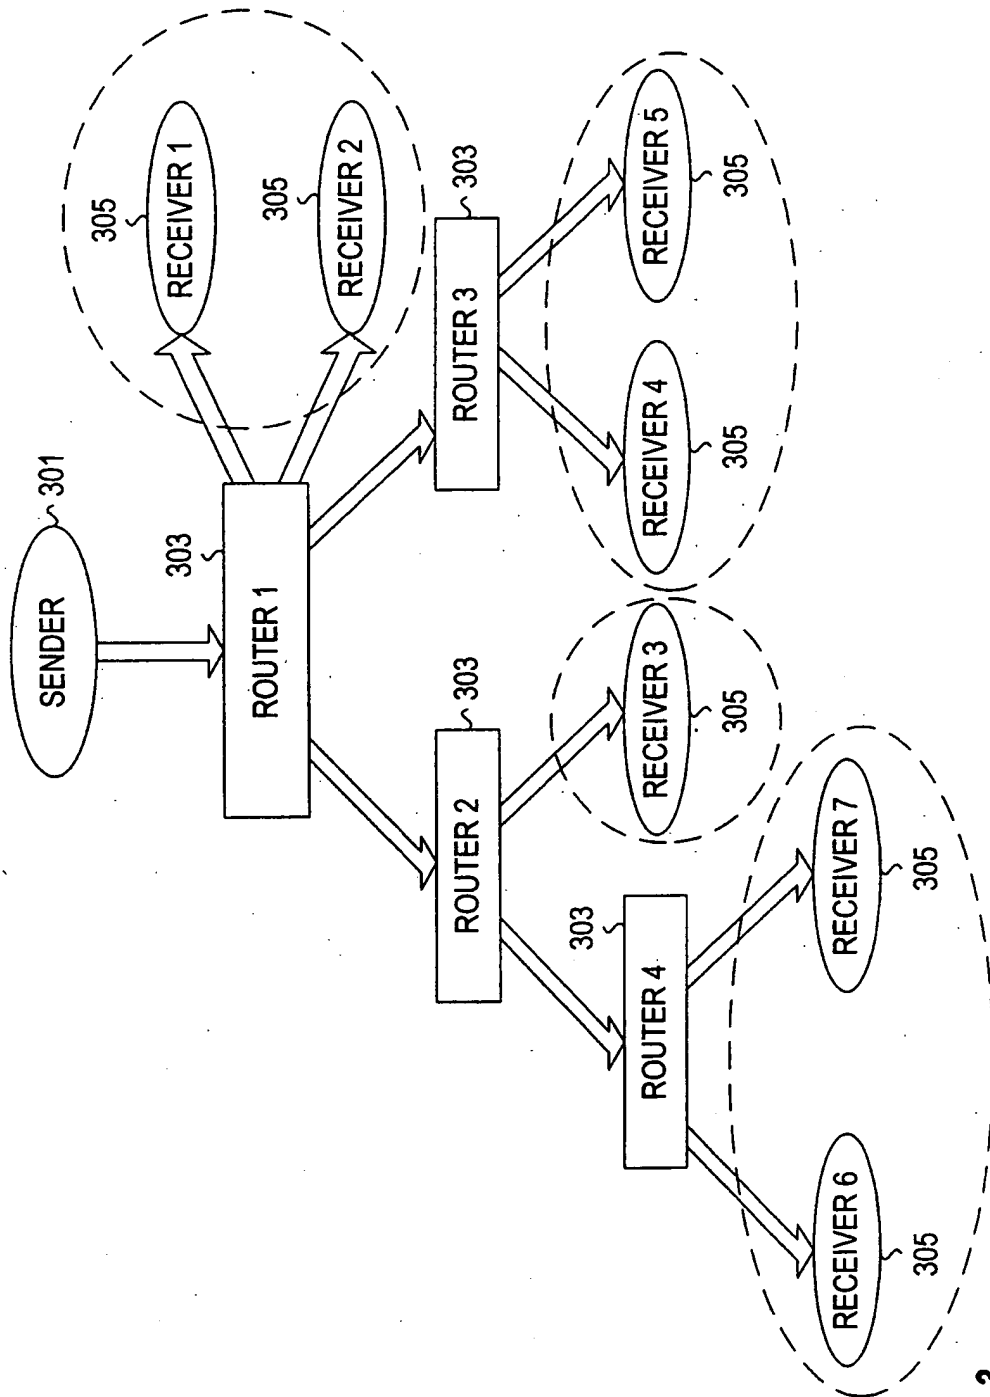 SENDER
301
303
ROUTER 1
305
RECEIVER 1
305
RECEIVER 2
303
ROUTER 2
303
ROUTER 3
303
ROUTER 4
RECEIVER 3
305
RECEIVER 4
305
RECEIVER 5
305
RECEIVER 6
305
RECEIVER 7
305